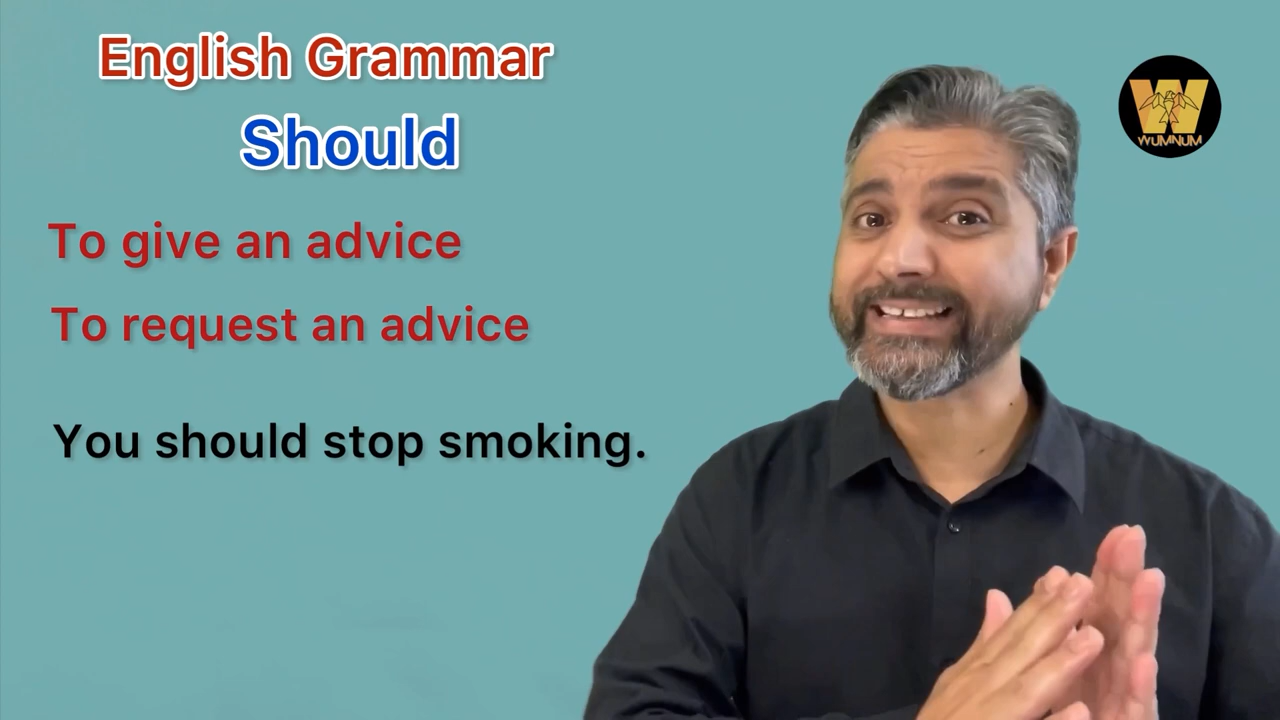 English Grammar
Should
To give an advice
To request an advice
You should stop smoking.
W
WUMNUM